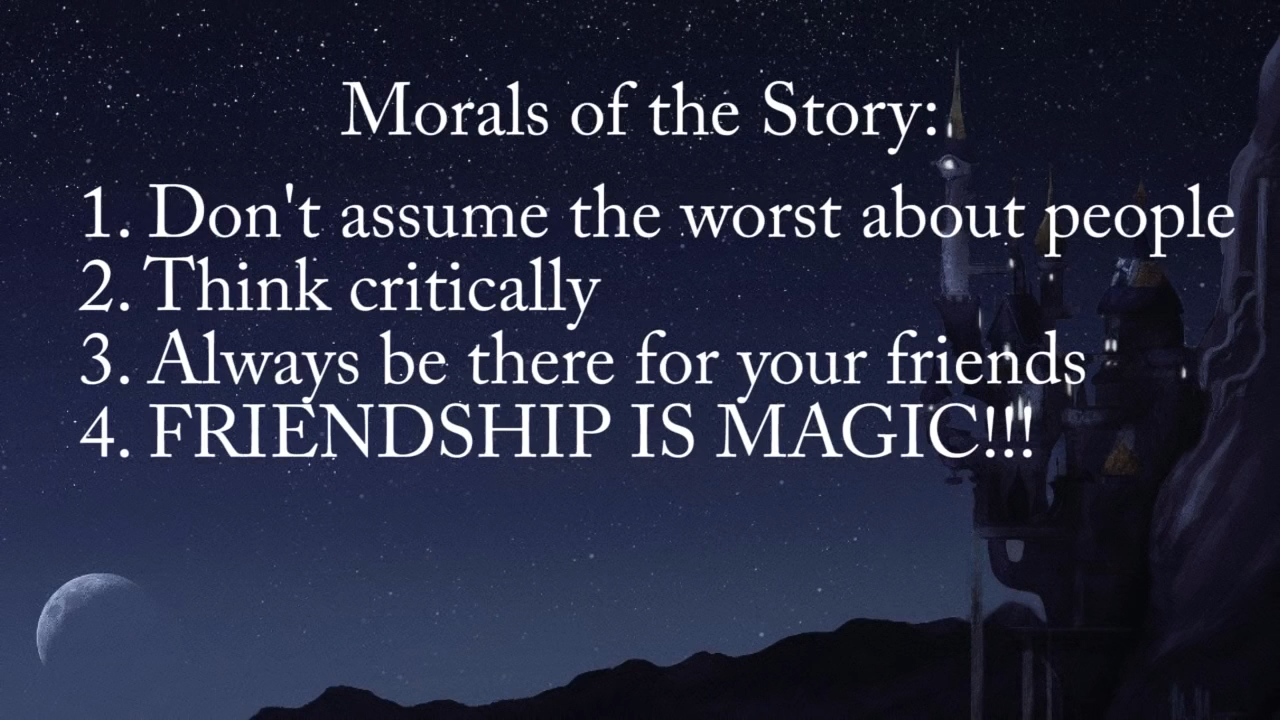 Morals of the Story:
1. Don't assume the worst about people
2. Think critically
3. Always be there for your friends
4. FRIENDSHIP IS MAGIC!!!